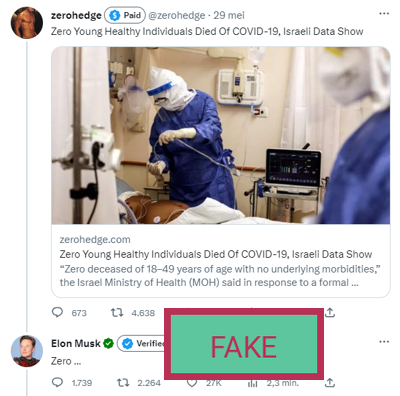 zerohedge $ Paid @zerohedge · 29 mei
Zero Young Healthy Individuals Died Of COVID-19, Israeli Data Show
zerohedge.com
Zero Young Healthy Individuals Died Of COVID-19, Israeli Data Show
“Zero deceased of 18–49 years of age with no underlying morbidities,”
the Israel Ministry of Health (MOH) said in response to a formal ...
673 4.638
FAKE
Elon Musk Verified
Zero ...
1.739 2.264 27K 2,3 min.